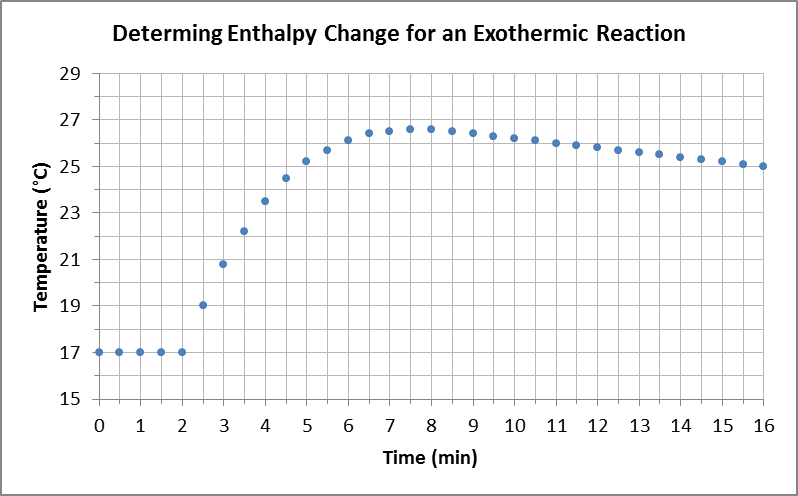 Determing Enthalpy Change for an Exothermic Reaction
Temperature (°C)
29
27
25
23
21
19
17
15
0 1 2 3 4 5 6 7 8 9 10 11 12 13 14 15 16
Time (min)